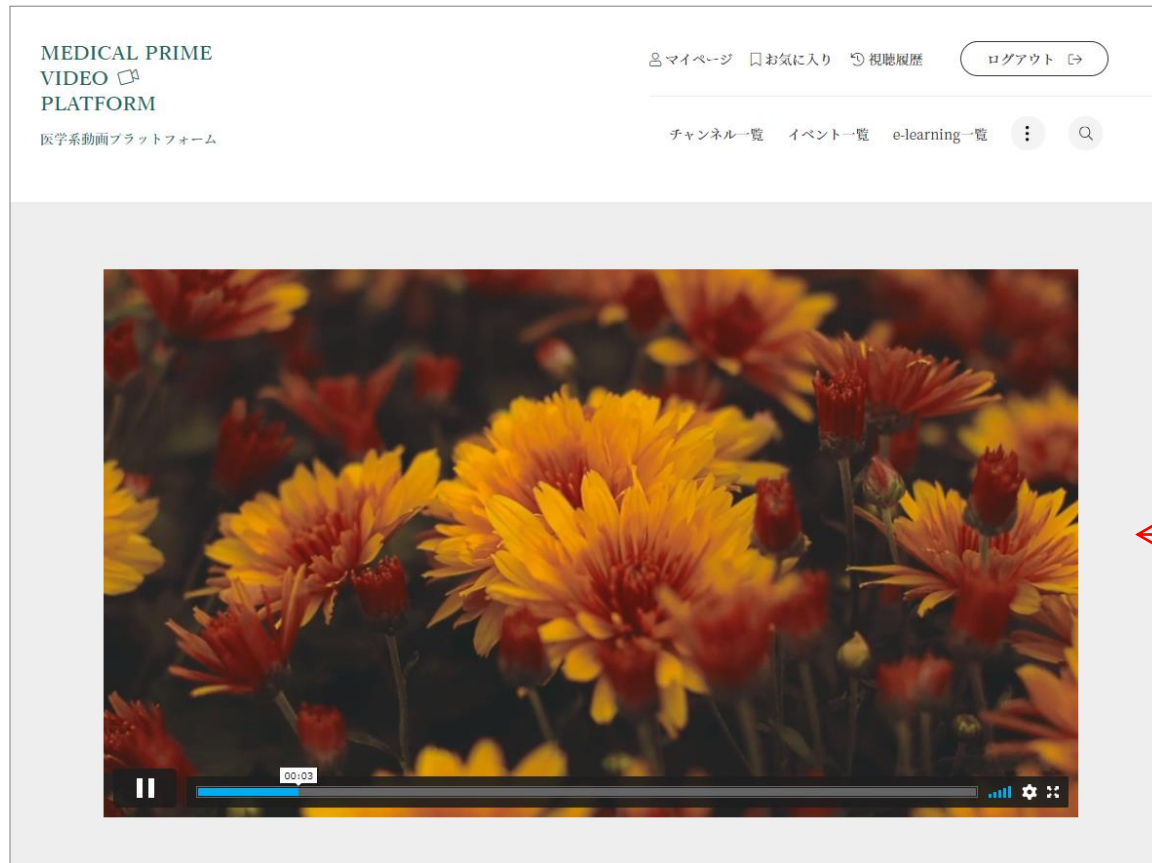 MEDICAL PRIME
VIDEO
PLATFORM
医学系動画プラットフォーム
マイページ お気に入り 視聴履歴 ログアウト
チャンネル一覧 イベント一覧 e-learning一覧
00:03